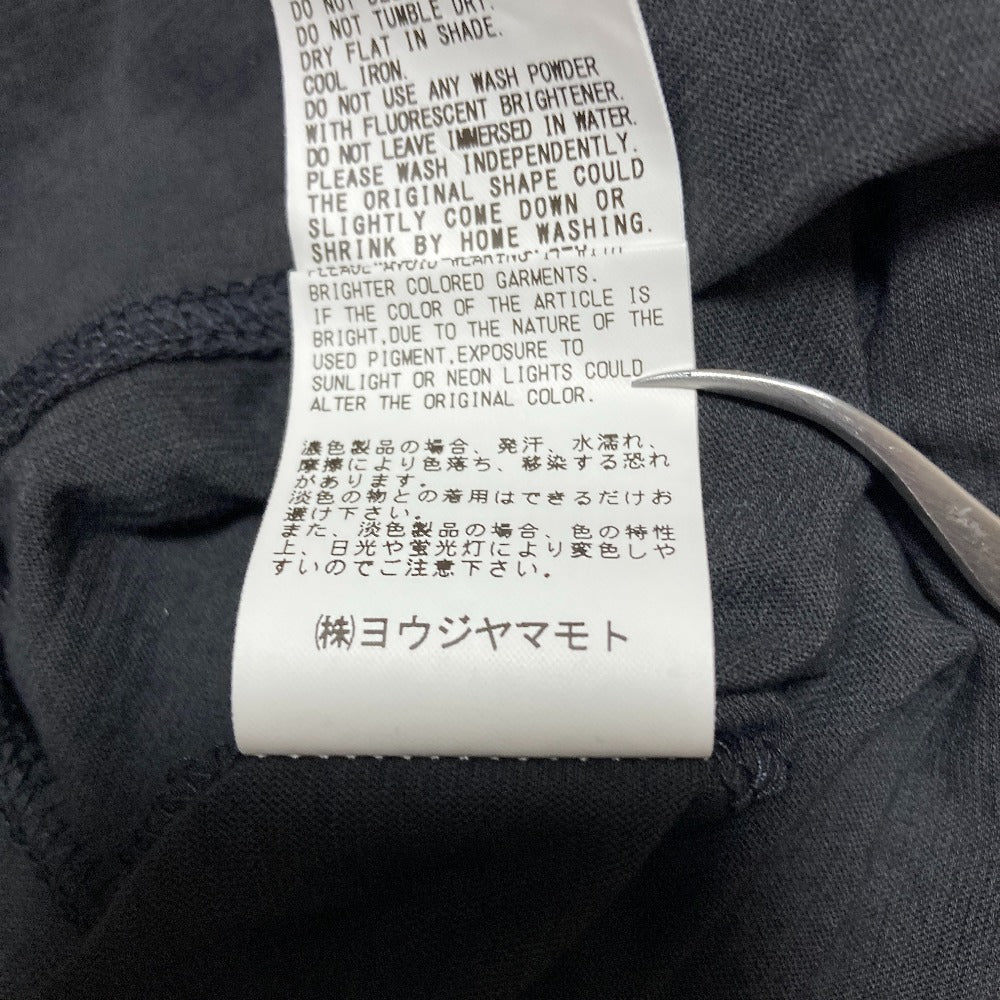 DO NOT
DO NOT TUMBLE DRY.
DRY FLAT IN SHADE.
COOL IRON.
DO NOT USE ANY WASH POWDER
WITH FLUORESCENT BRIGHTENER.
DO NOT LEAVE IMMERSED IN WATER.
PLEASE WASH INDEPENDENTLY.
THE ORIGINAL SHAPE COULD
SLIGHTLY COME DOWN OR
SHRINK BY HOME WASHING.
PLEASE AVOID WEARING IT WITH
BRIGHTER COLORED GARMENTS.
IF THE COLOR OF THE ARTICLE IS
BRIGHT,DUE TO THE NATURE OF THE
USED PIGMENT,EXPOSURE TO
SUNLIGHT OR NEON LIGHTS COULD
ALTER THE ORIGINAL COLOR.
濃色製品の場合、発汗、水濡れ、
摩擦により色落ち、移染する恐れ
があります。
淡色の物との着用はできるだけお
避け下さい。
また、淡色製品の場合、色の特性
上、日光や蛍光灯により変色しや
すいのでご注意下さい。
㈱ヨウジヤマモト